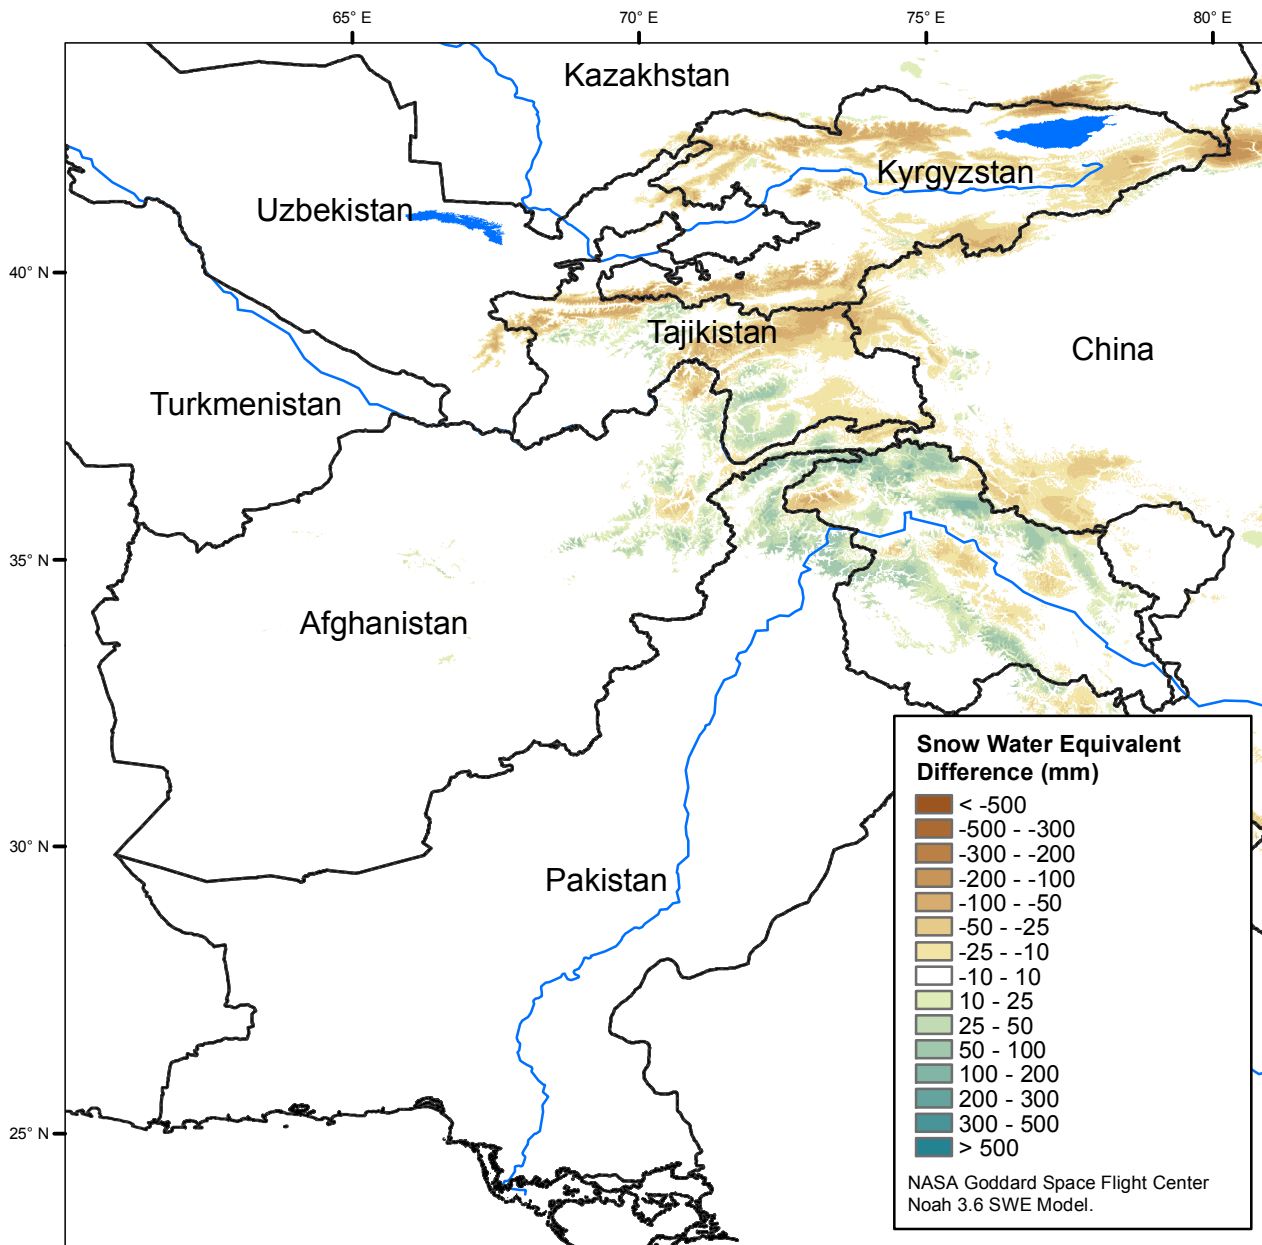 65° E
70° E
75° E
80° E
Kazakhstan
Kyrgyzstan
Uzbekistan
40° N
Tajikistan
China
Turkmenistan
35° N
Afghanistan
30° N
Pakistan
25° N
Snow Water Equivalent
Difference (mm)
< -500
-500 - -300
-300 - -200
-200 - -100
-100 - -50
-50 - -25
-25 - -10
-10 - 10
10 - 25
25 - 50
50 - 100
100 - 200
200 - 300
300 - 500
> 500
NASA Goddard Space Flight Center
Noah 3.6 SWE Model.